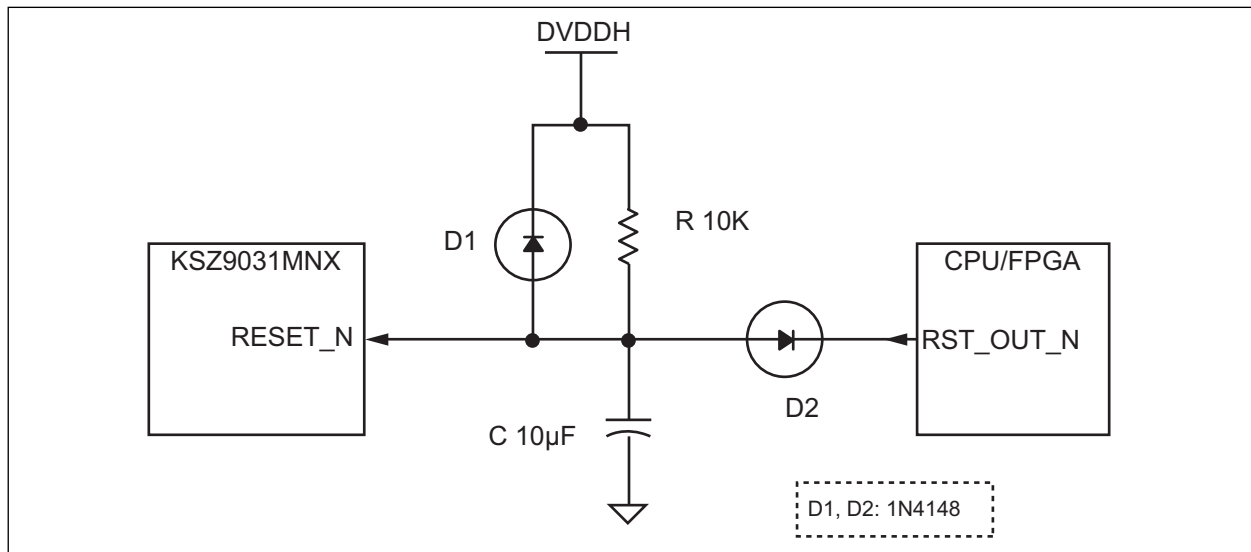 DVDDH
D1
R 10K
KSZ9031MNX
CPU/FPGA
RESET_N
RST_OUT_N
D2
C 10µF
D1, D2: 1N4148